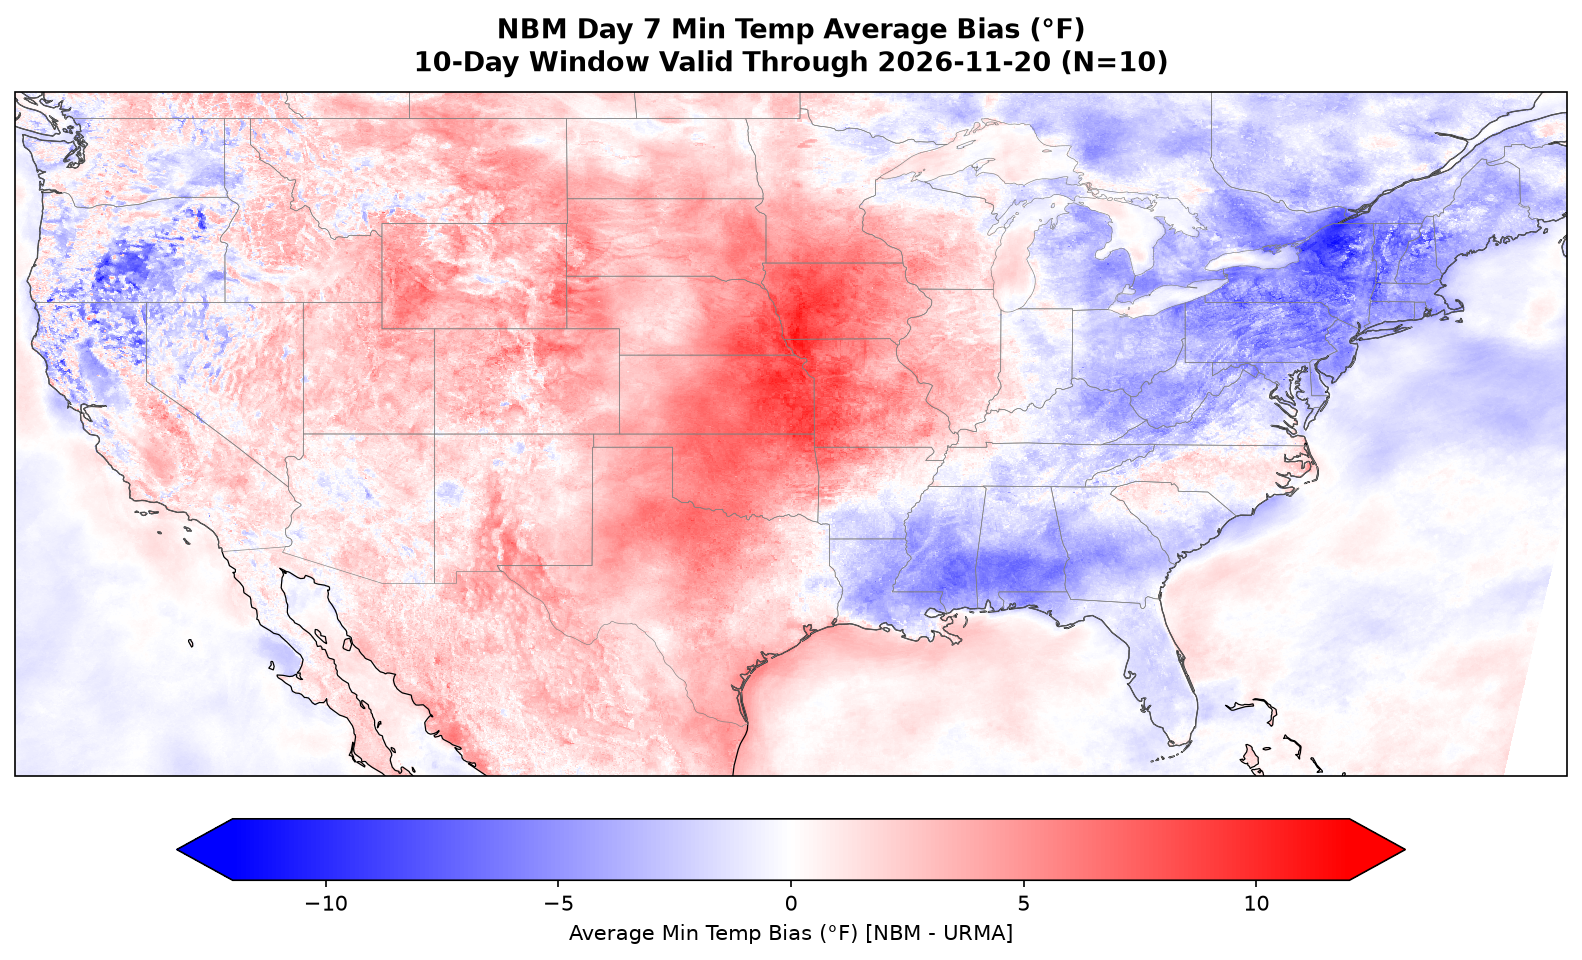 NBM Day 7 Min Temp Average Bias (°F)
10-Day Window Valid Through 2026-11-20 (N=10)
−10 −5 0 5 10
Average Min Temp Bias (°F) [NBM - URMA]